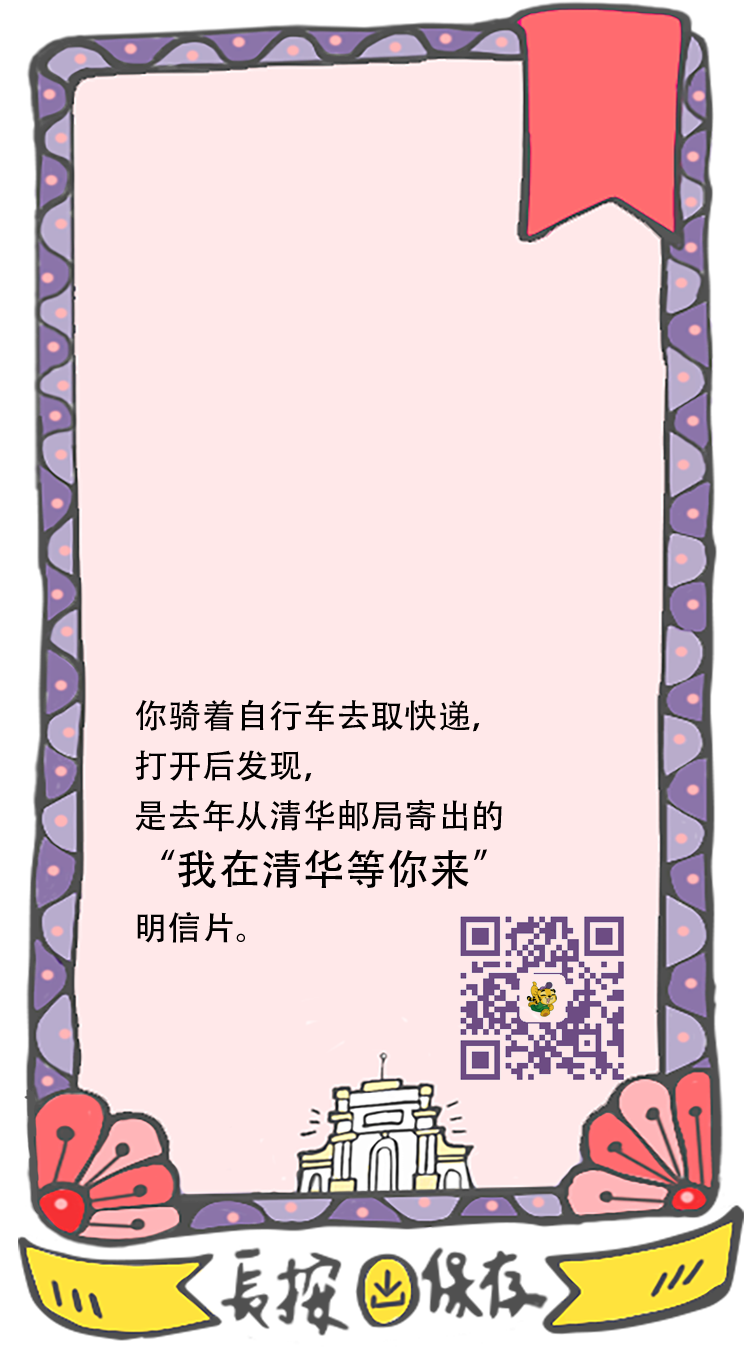 你骑着自行车去取快递,
打开后发现,
是去年从清华邮局寄出的
“我在清华等你来”
明信片。
長按 保存